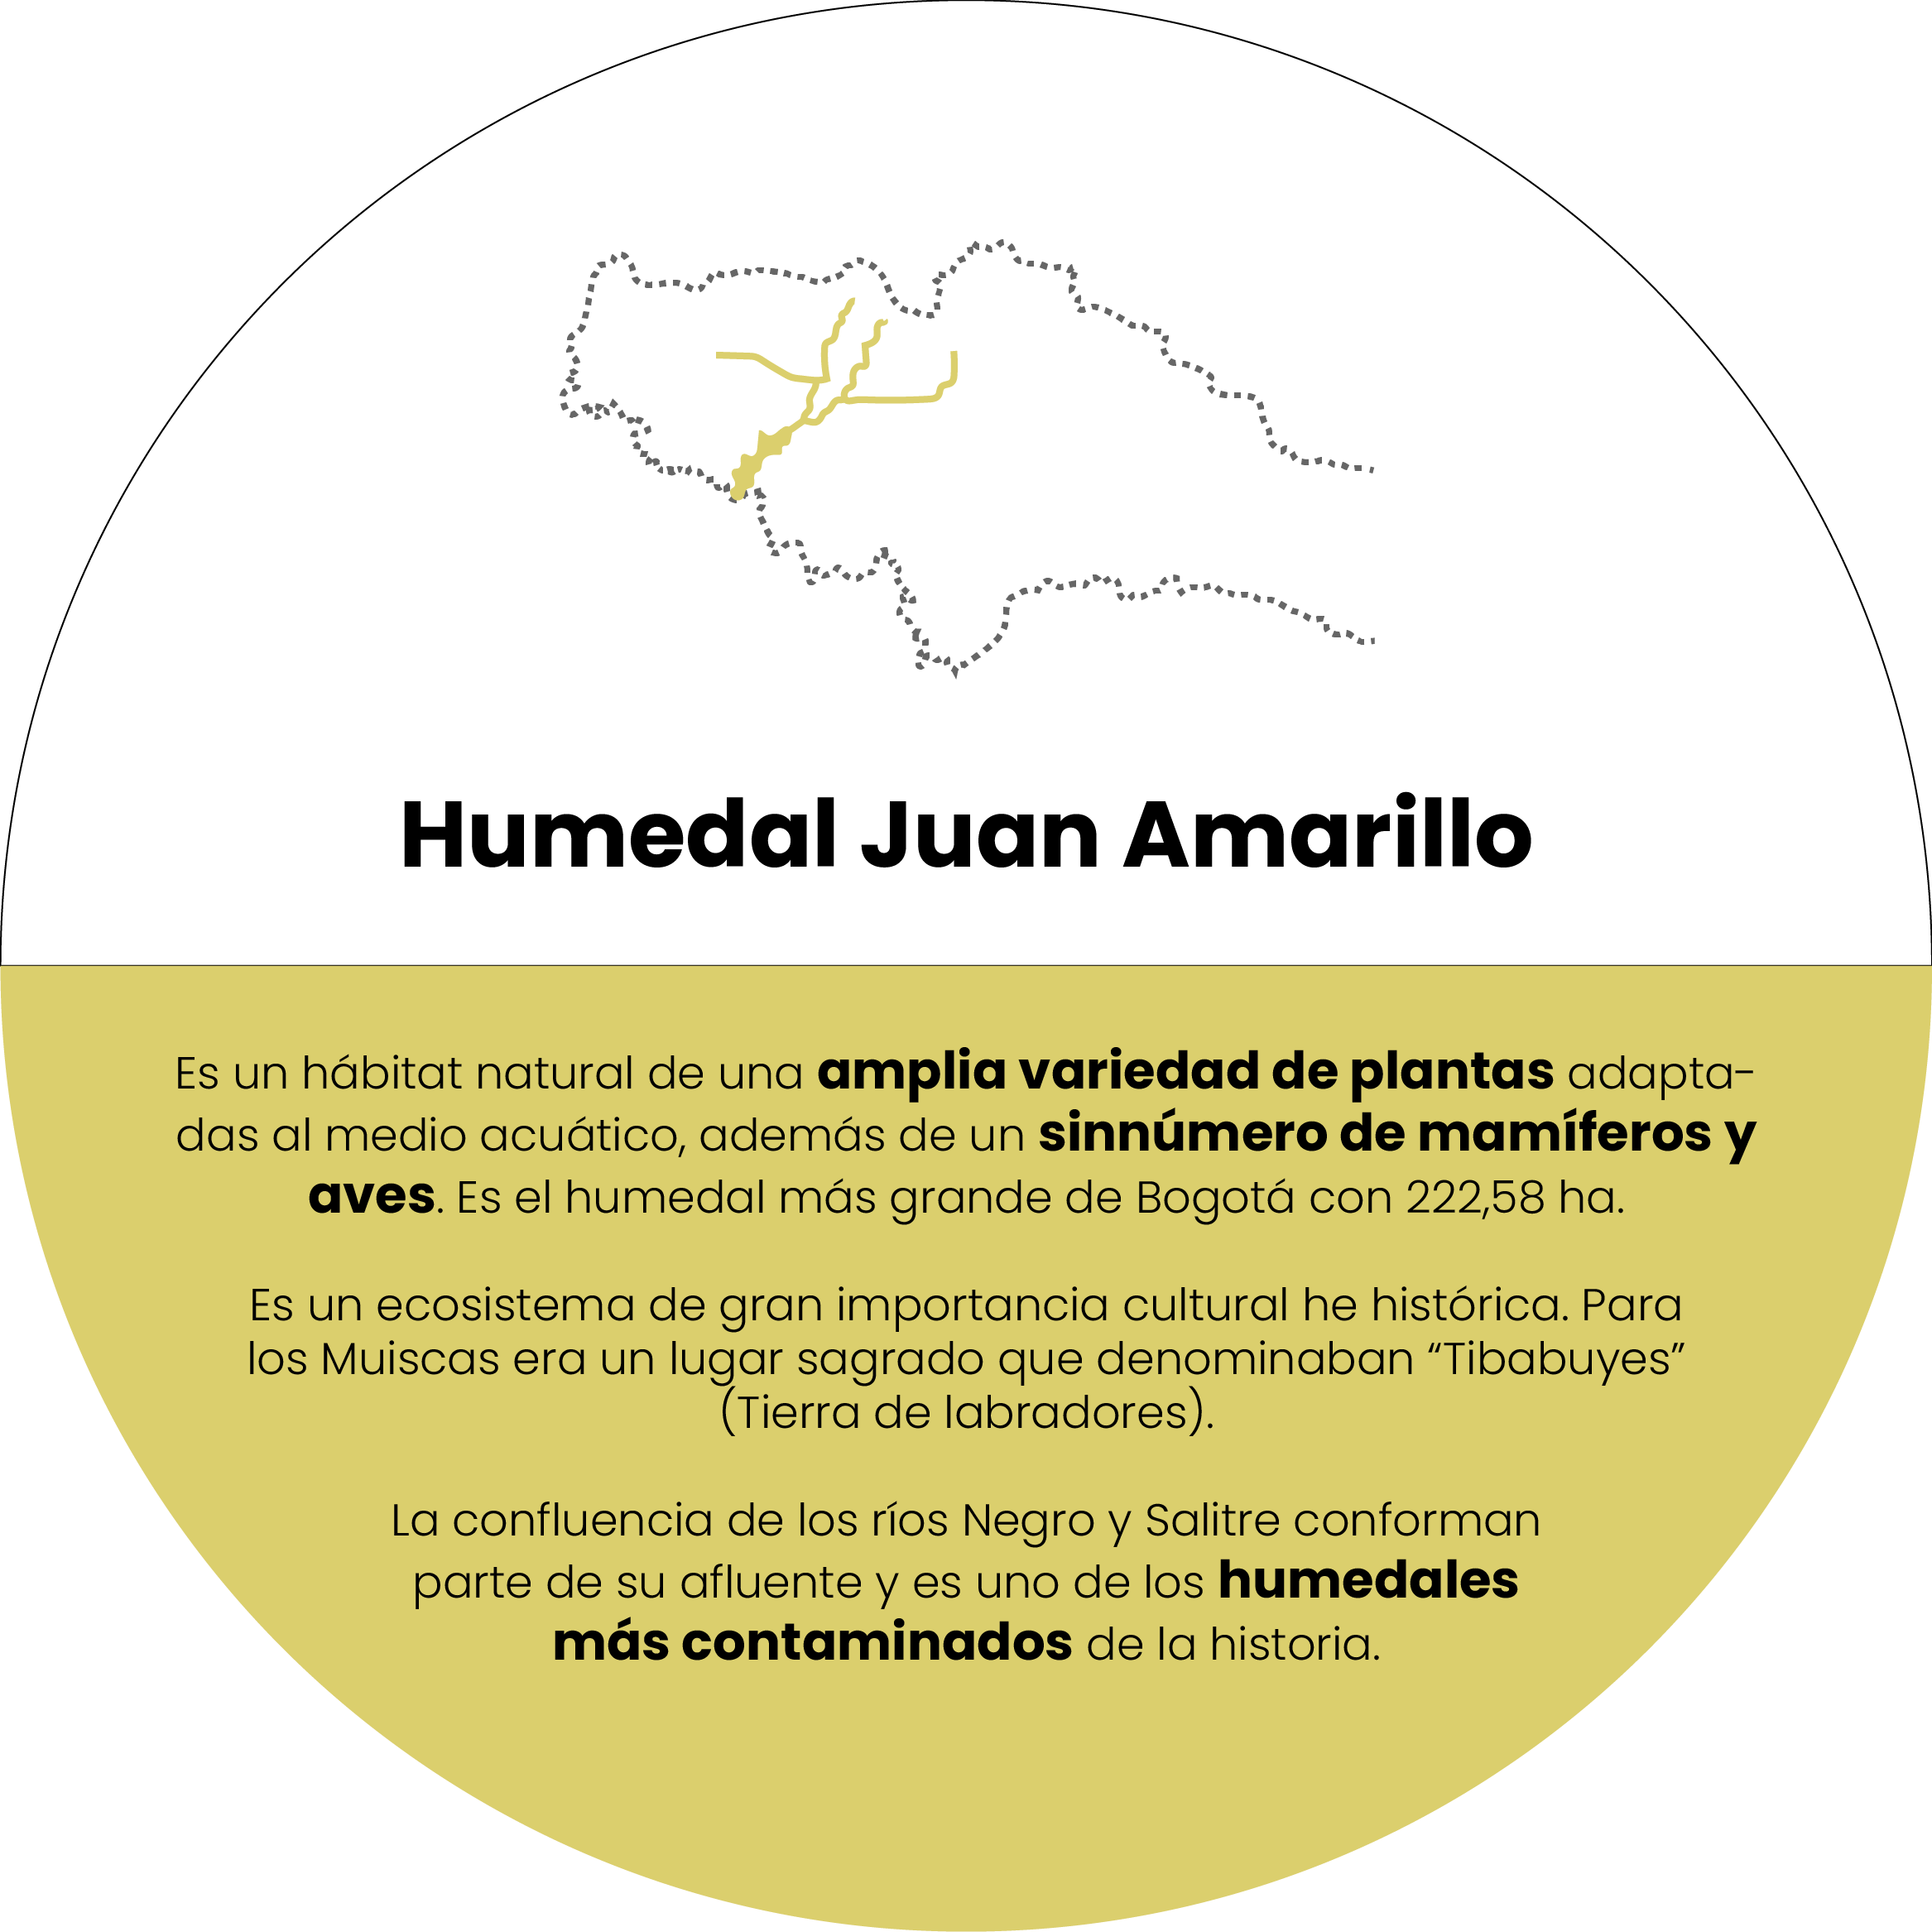 Humedal Juan Amarillo
Es un hábitat natural de una amplia variedad de plantas adapta-
das al medio acuático, además de un sinnúmero de mamíferos y
aves. Es el humedal más grande de Bogotá con 222,58 ha.
Es un ecosistema de gran importancia cultural he histórica. Para
los Muiscas era un lugar sagrado que denominaban “Tibabuyes”
(Tierra de labradores).
La confluencia de los ríos Negro y Salitre conforman
parte de su afluente y es uno de los humedales
más contaminados de la historia.